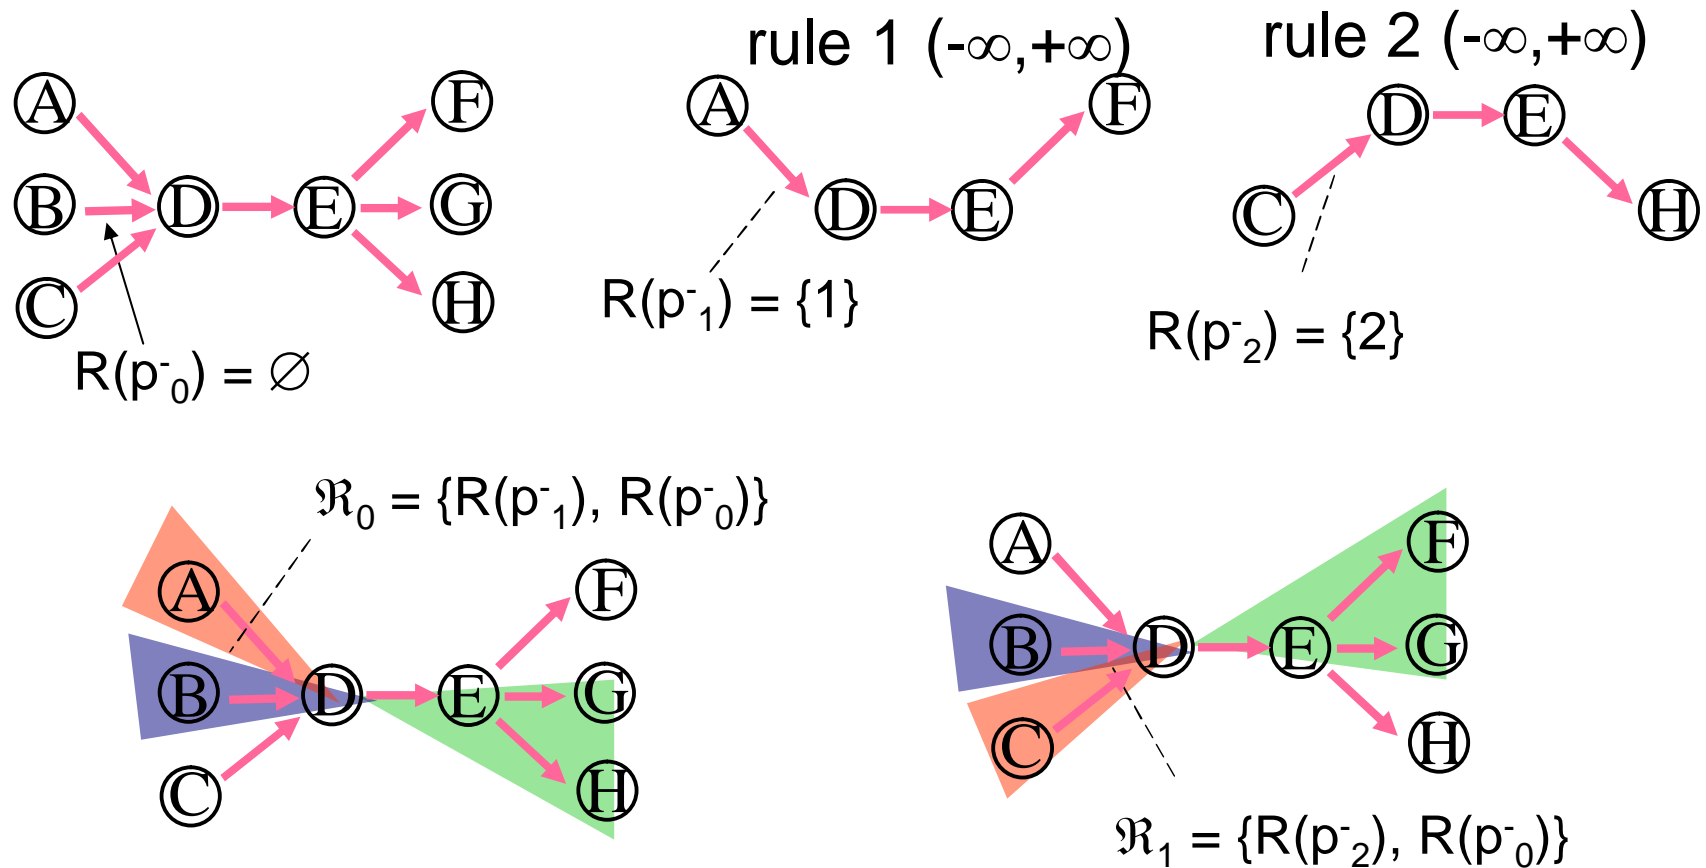 rule 1 (-∞,+∞)
rule 2 (-∞,+∞)
A
B
C
D
E
F
G
H
R(p⁻₀) = ∅
A
D
E
F
R(p⁻₁) = {1}
C
D
E
H
R(p⁻₂) = {2}
ℜ₀ = {R(p⁻₁), R(p⁻₀)}
A
B
C
D
E
F
G
H
A
B
C
D
E
F
G
H
ℜ₁ = {R(p⁻₂), R(p⁻₀)}